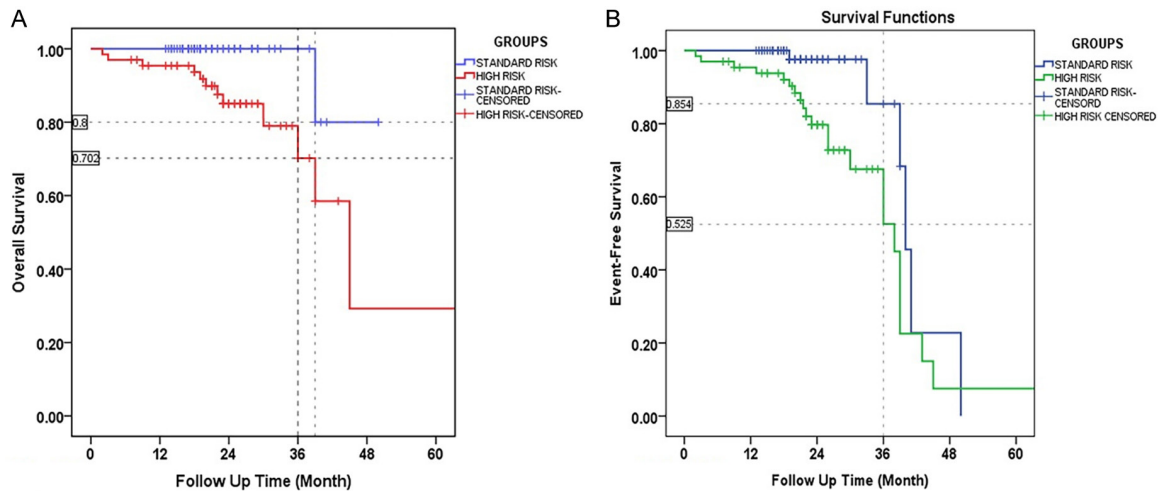 A
GROUPS
STANDARD RISK
HIGH RISK
STANDARD RISK-
CENSORED
HIGH RISK-CENSORED
Overall Survival
1.00
0.80
0.60
0.40
0.20
0.00
0.8
0.702
0 12 24 36 48 60
Follow Up Time (Month)
B
Survival Functions
GROUPS
STANDARD RISK
HIGH RISK
STANDARD RISK-
CENSORD
HIGH RISK CENSORED
Event-Free Survival
1.00
0.80
0.60
0.40
0.20
0.00
0.854
0.525
0 12 24 36 48 60
Follow Up Time (Month)